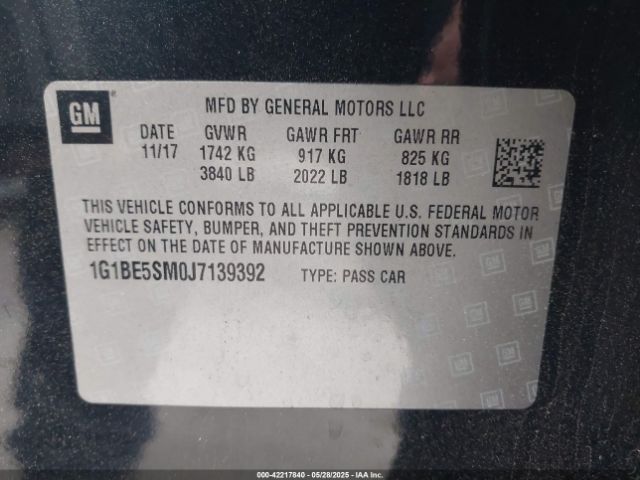 GM
MFD BY GENERAL MOTORS LLC
DATE GVWR GAWR FRT GAWR RR
11/17 1742 KG 917 KG 825 KG
3840 LB 2022 LB 1818 LB
THIS VEHICLE CONFORMS TO ALL APPLICABLE U.S. FEDERAL MOTOR
VEHICLE SAFETY, BUMPER, AND THEFT PREVENTION STANDARDS IN
EFFECT ON THE DATE OF MANUFACTURE SHOWN ABOVE.
1G1BE5SM0J7139392 TYPE: PASS CAR
000-42217840 - 05/28/2025 - IAAI.COM